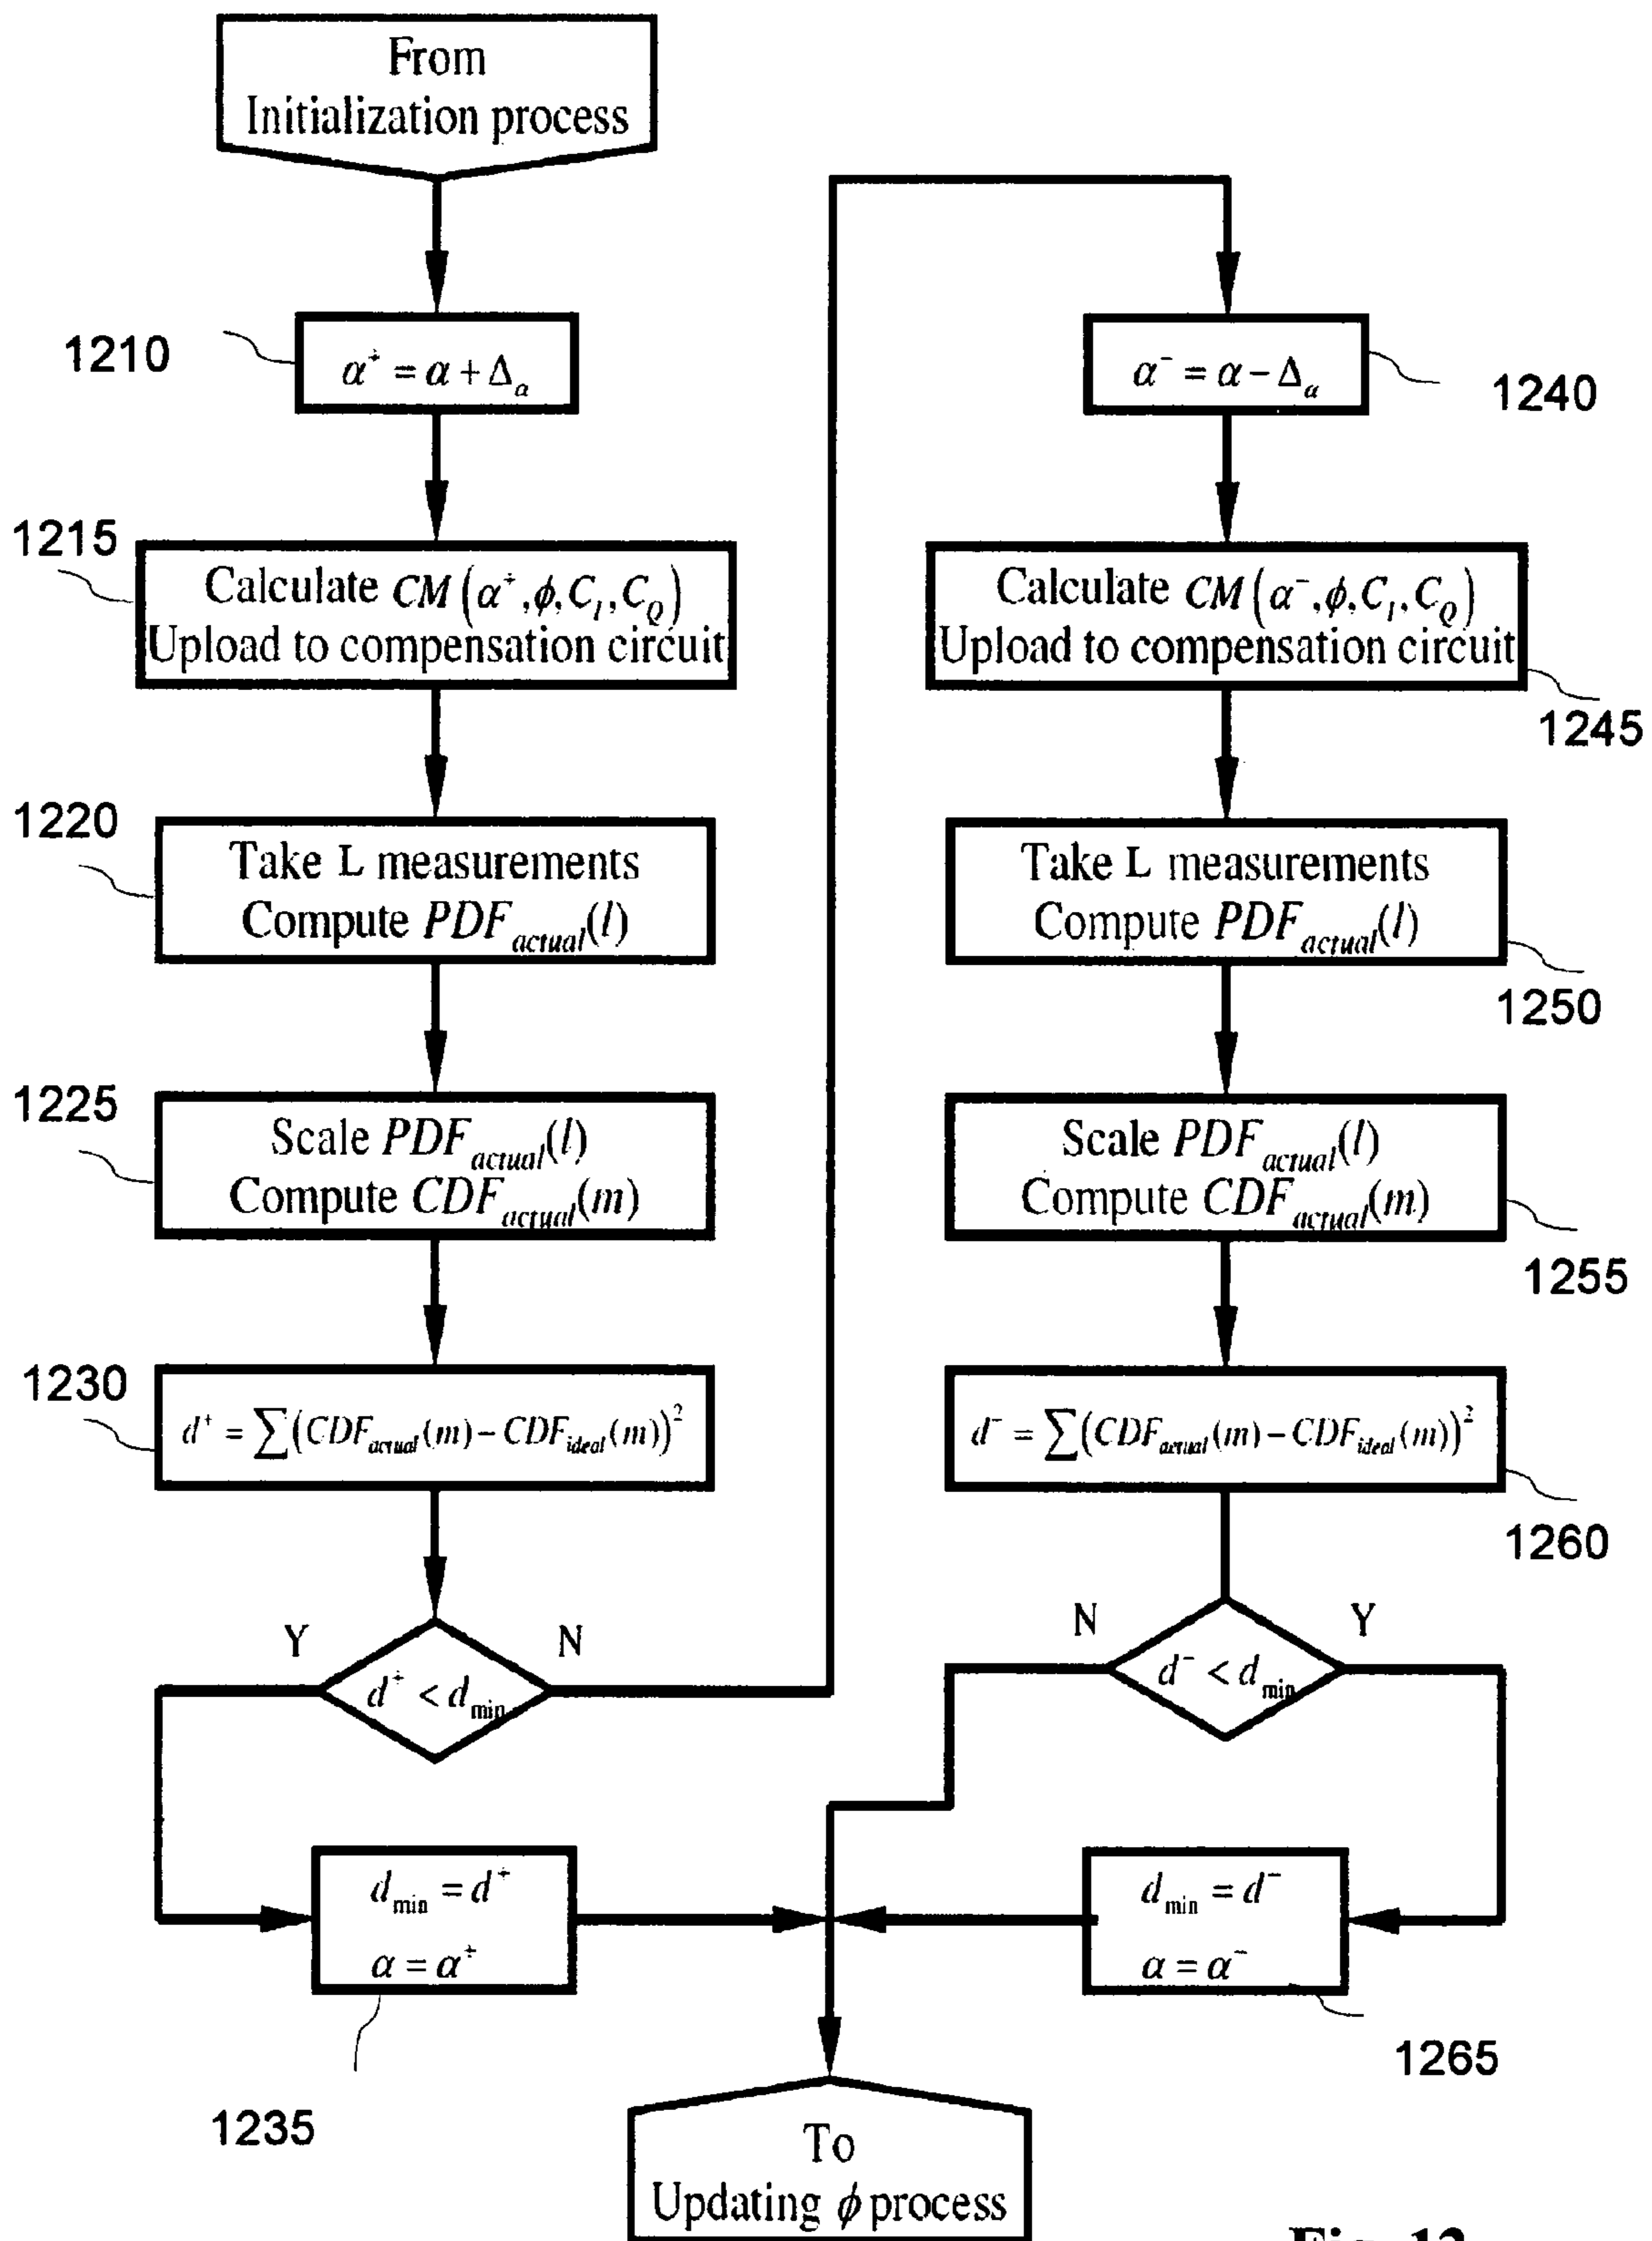 From
Initialization process
1210
α⁺ = α + Δ_α
1215
Calculate CM(α⁺, ϕ, C_I, C_Q)
Upload to compensation circuit
1220
Take L measurements
Compute PDF_actual(l)
1225
Scale PDF_actual(l)
Compute CDF_actual(m)
1230
d⁺ = ∑(CDF_actual(m) − CDF_ideal(m))²
Y
N
d⁺ < d_min
d_min = d⁺
α = α⁺
1235
α⁻ = α − Δ_α
1240
Calculate CM(α⁻, ϕ, C_I, C_Q)
Upload to compensation circuit
1245
Take L measurements
Compute PDF_actual(l)
1250
Scale PDF_actual(l)
Compute CDF_actual(m)
1255
d⁻ = ∑(CDF_actual(m) − CDF_ideal(m))²
1260
N
Y
d⁻ < d_min
d_min = d⁻
α = α⁻
1265
To
Updating ϕ process